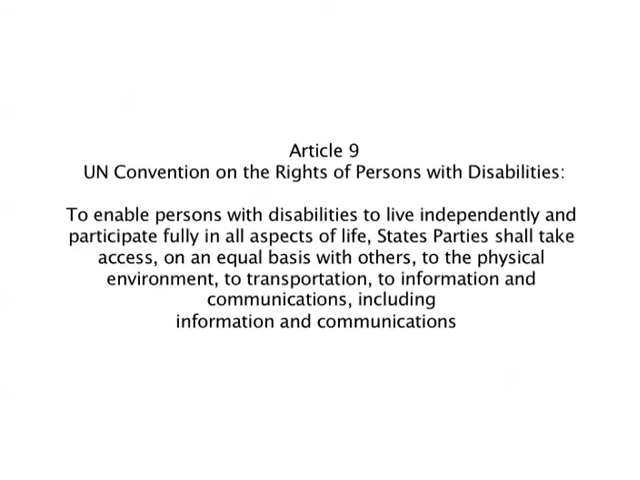 Article 9
UN Convention on the Rights of Persons with Disabilities:
To enable persons with disabilities to live independently and
participate fully in all aspects of life, States Parties shall take
access, on an equal basis with others, to the physical
environment, to transportation, to information and
communications, including
information and communications